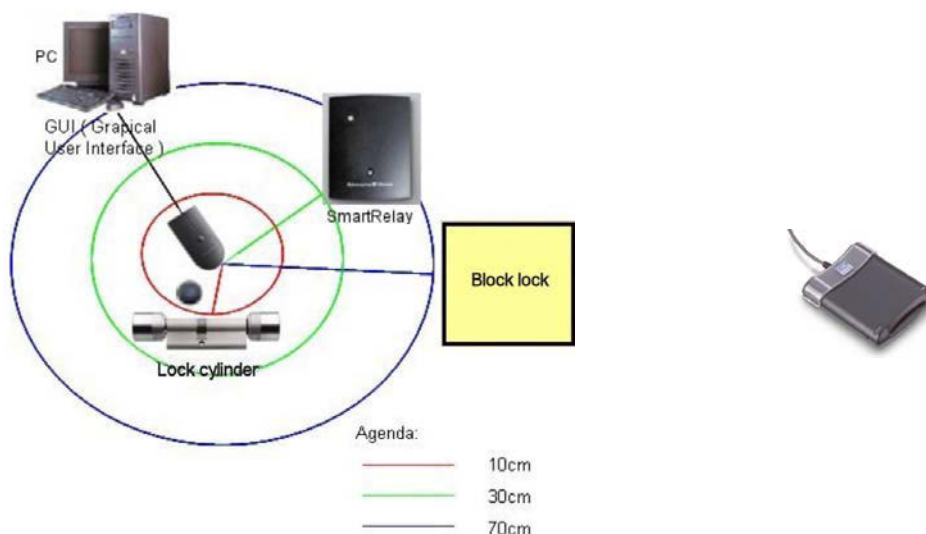 PC
GUI ( Grapical
User Interface )
SmartRelay
Block lock
Lock cylinder
Agenda:
10cm
30cm
70cm